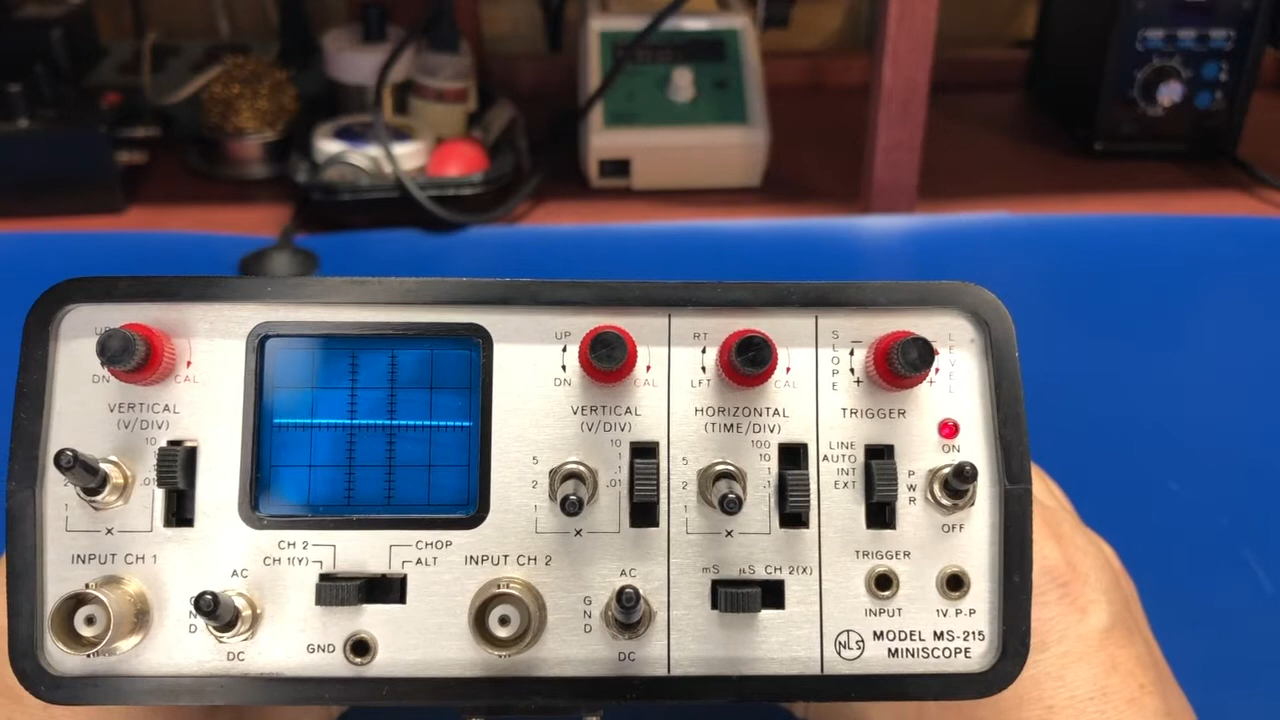 UP
DN
CAL
VERTICAL
(V/DIV)
10
1
.1
.01
2
1
X
INPUT CH 1
AC
GND
DC
CH 2
CH 1(Y)
CHOP
ALT
GND
INPUT CH 2
UP
DN
CAL
VERTICAL
(V/DIV)
10
1
.1
.01
5
2
1
X
AC
GND
DC
RT
LFT
CAL
HORIZONTAL
(TIME/DIV)
100
10
1
.1
5
2
1
X
mS µS CH.2(X)
SLOPE
−
+
LEVEL
+
TRIGGER
LINE
AUTO
INT
EXT
PWR
ON
OFF
TRIGGER
INPUT
1V. P-P
NLS
MODEL MS-215
MINISCOPE